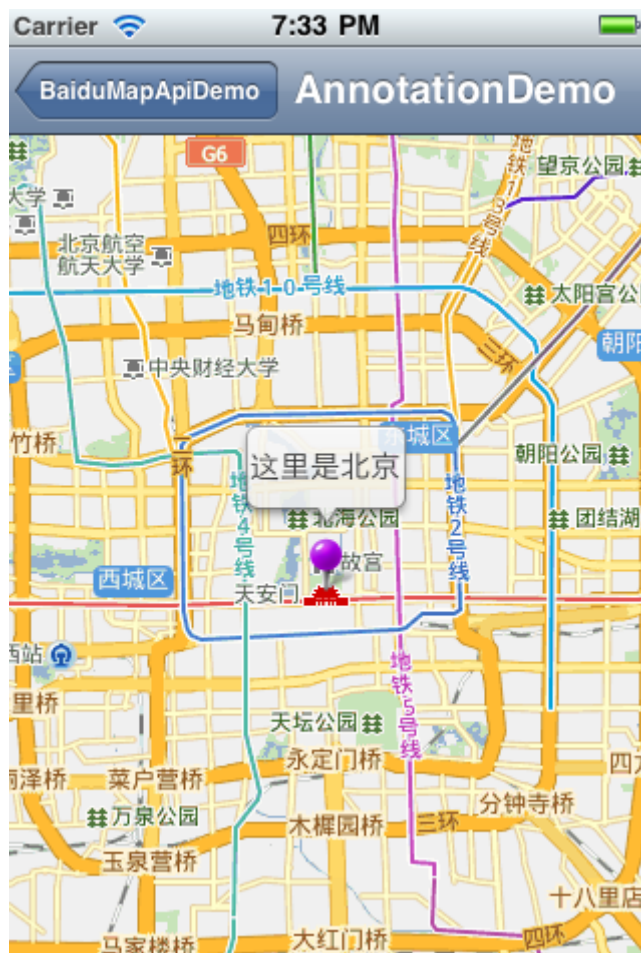 Carrier
7:33 PM
BaiduMapApiDemo
AnnotationDemo
G6
地铁13号线
望京公园
大学
北京航空
航天大学
四环
地铁10号线
太阳宫公
马甸桥
三环
朝阳
中央财经大学
区
竹桥
二环
东城区
这里是北京
朝阳公园
地铁4号线
地铁2号线
北海公园
团结湖
故宫
西城区
天安门
西站
里桥
地铁5号线
天坛公园
永定门桥
丽泽桥
菜户营桥
四方
分钟寺桥
万泉公园
木樨园桥
三环
玉泉营桥
十八里店
马家楼桥
大红门桥
四环